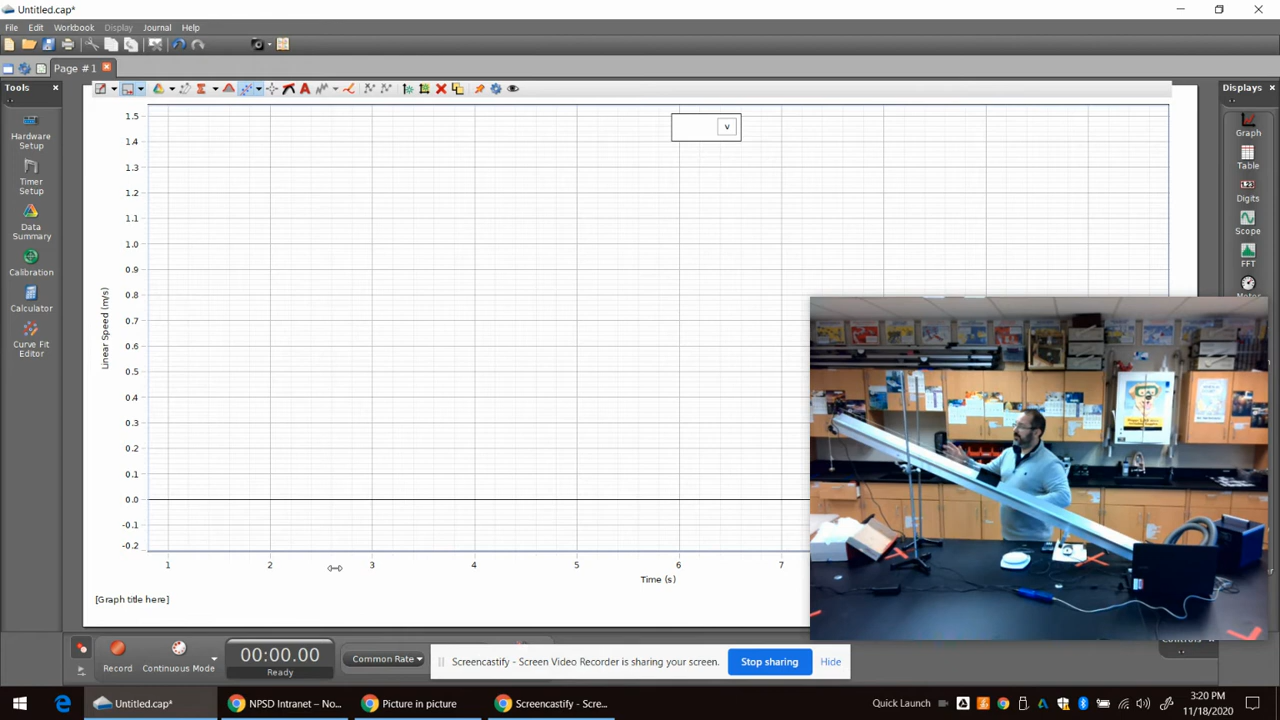 Untitled.cap*
File Edit Workbook Display Journal Help
Page #1
Tools
Hardware
Setup
Timer
Setup
Data
Summary
Calibration
Calculator
Curve Fit
Editor
1.5
1.4
1.3
1.2
1.1
1.0
0.9
0.8
0.7
0.6
0.5
0.4
0.3
0.2
0.1
0.0
-0.1
-0.2
Linear Speed (m/s)
v
1 2 3 4 5 6 7
Time (s)
[Graph title here]
Displays
Graph
Table
1.23
Digits
Scope
FFT
Record
Continuous Mode
00:00.00
Ready
Common Rate
Screencastify - Screen Video Recorder is sharing your screen.
Stop sharing
Hide
Untitled.cap*
NPSD Intranet – No...
Picture in picture
Screencastify - Scre...
Quick Launch
3:20 PM
11/18/2020